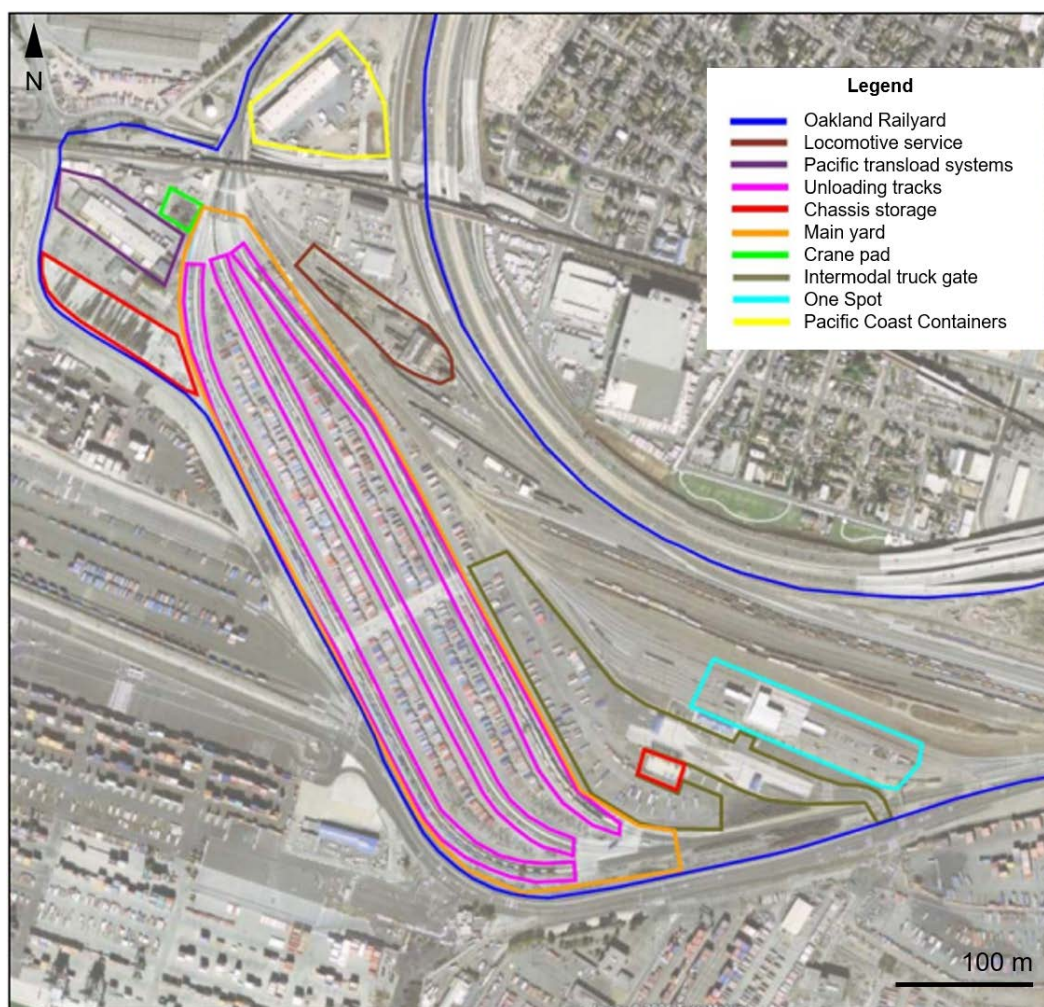 N
Legend
Oakland Railyard
Locomotive service
Pacific transload systems
Unloading tracks
Chassis storage
Main yard
Crane pad
Intermodal truck gate
One Spot
Pacific Coast Containers
100 m